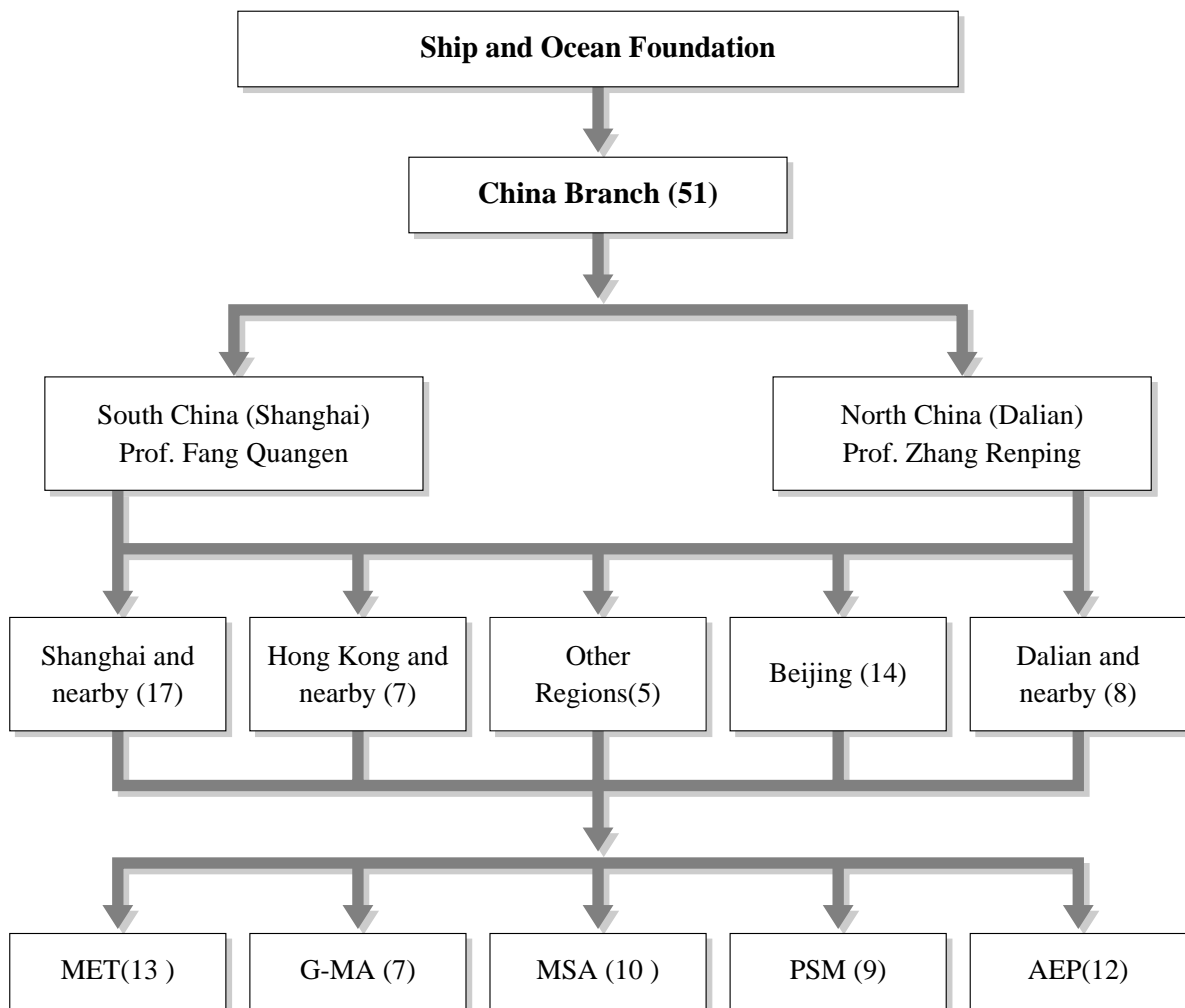 Ship and Ocean Foundation
China Branch (51)
South China (Shanghai)
Prof. Fang Quangen
North China (Dalian)
Prof. Zhang Renping
Shanghai and
nearby (17)
Hong Kong and
nearby (7)
Other
Regions(5)
Beijing (14)
Dalian and
nearby (8)
MET(13 )
G-MA (7)
MSA (10 )
PSM (9)
AEP(12)